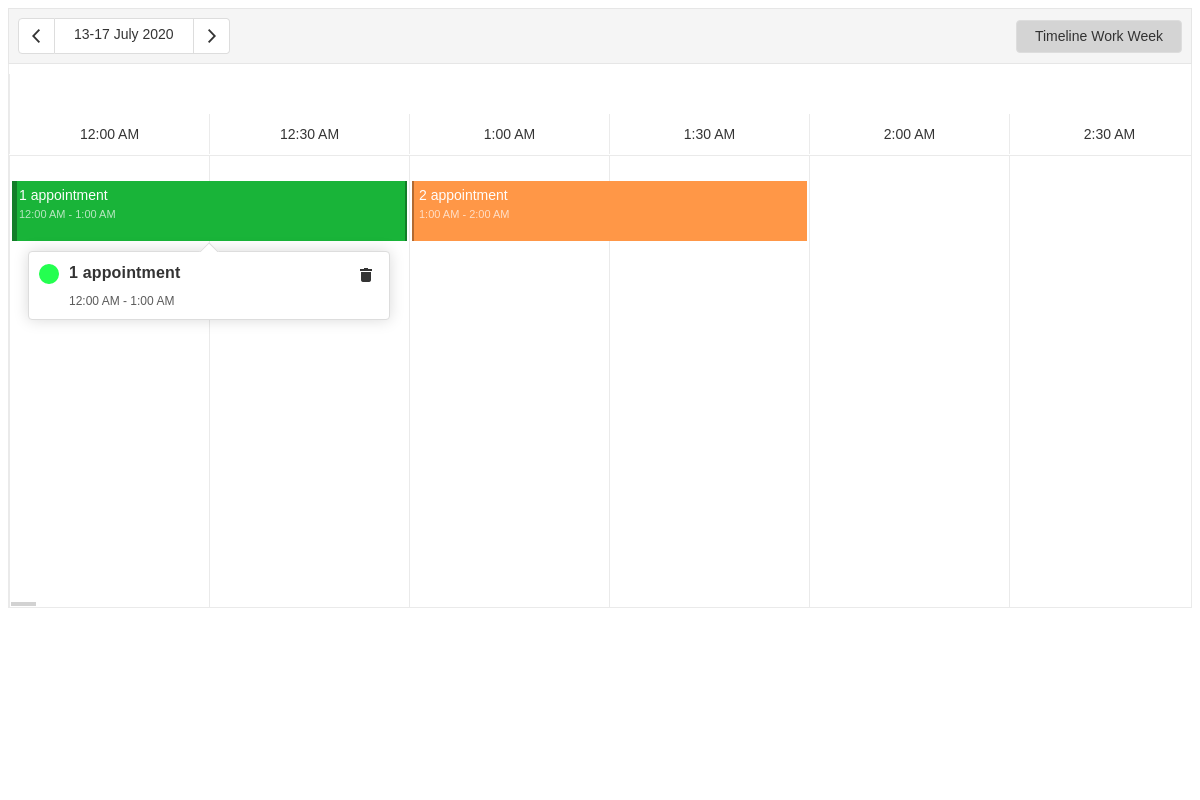 13-17 July 2020
Timeline Work Week
12:00 AM
12:30 AM
1:00 AM
1:30 AM
2:00 AM
2:30 AM
1 appointment
12:00 AM - 1:00 AM
2 appointment
1:00 AM - 2:00 AM
1 appointment
12:00 AM - 1:00 AM